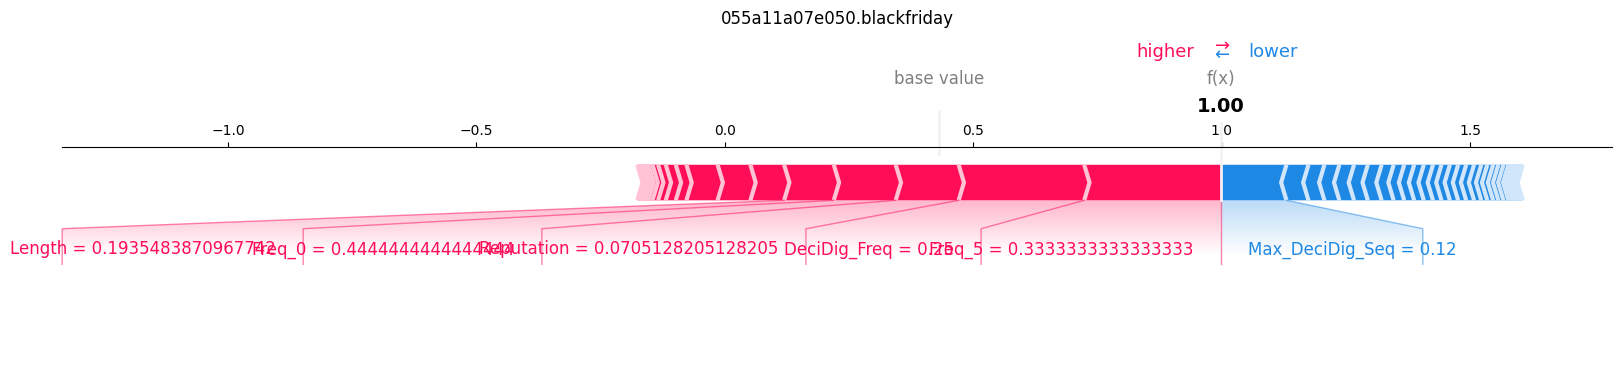 055a11a07e050.blackfriday
higher ⇄ lower
base value f(x)
1.00
−1.0 −0.5 0.0 0.5 1.0 1.5
Length = 0.1935483870967742 Freq_0 = 0.4444444444444444 Reputation = 0.0705128205128205 DeciDig_Freq = 0.25 Freq_5 = 0.3333333333333333 Max_DeciDig_Seq = 0.12